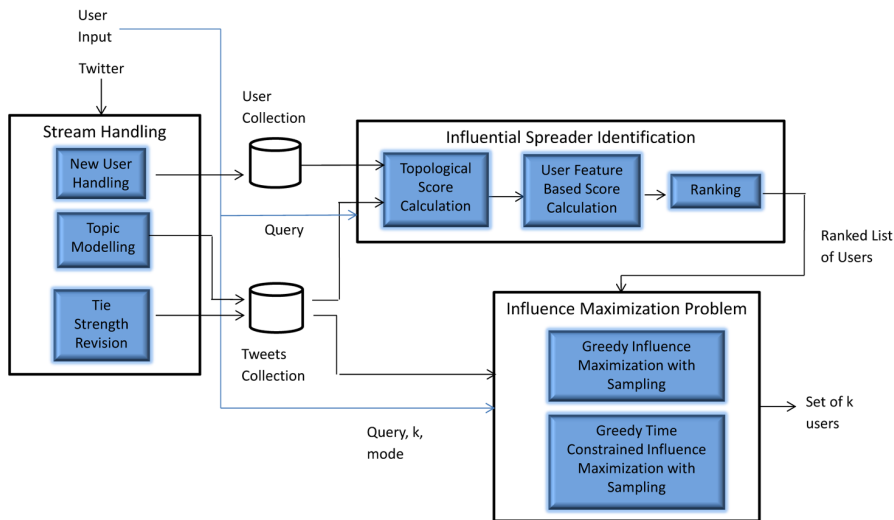 User
Input
Twitter
Stream Handling
New User
Handling
Topic
Modelling
Tie
Strength
Revision
User
Collection
Query
Tweets
Collection
Influential Spreader Identification
Topological
Score
Calculation
User Feature
Based Score
Calculation
Ranking
Ranked List
of Users
Influence Maximization Problem
Greedy Influence
Maximization with
Sampling
Greedy Time
Constrained Influence
Maximization with
Sampling
Query, k,
mode
Set of k
users